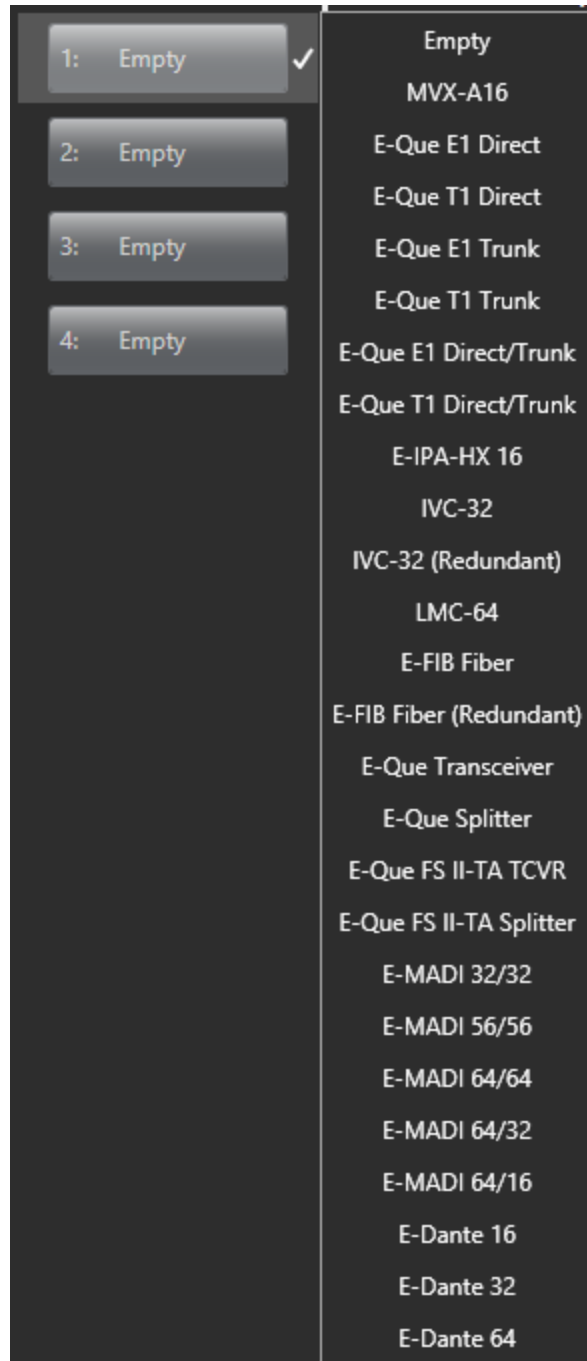 1: Empty
2: Empty
3: Empty
4: Empty
Empty
MVX-A16
E-Que E1 Direct
E-Que T1 Direct
E-Que E1 Trunk
E-Que T1 Trunk
E-Que E1 Direct/Trunk
E-Que T1 Direct/Trunk
E-IPA-HX 16
IVC-32
IVC-32 (Redundant)
LMC-64
E-FIB Fiber
E-FIB Fiber (Redundant)
E-Que Transceiver
E-Que Splitter
E-Que FS II-TA TCVR
E-Que FS II-TA Splitter
E-MADI 32/32
E-MADI 56/56
E-MADI 64/64
E-MADI 64/32
E-MADI 64/16
E-Dante 16
E-Dante 32
E-Dante 64